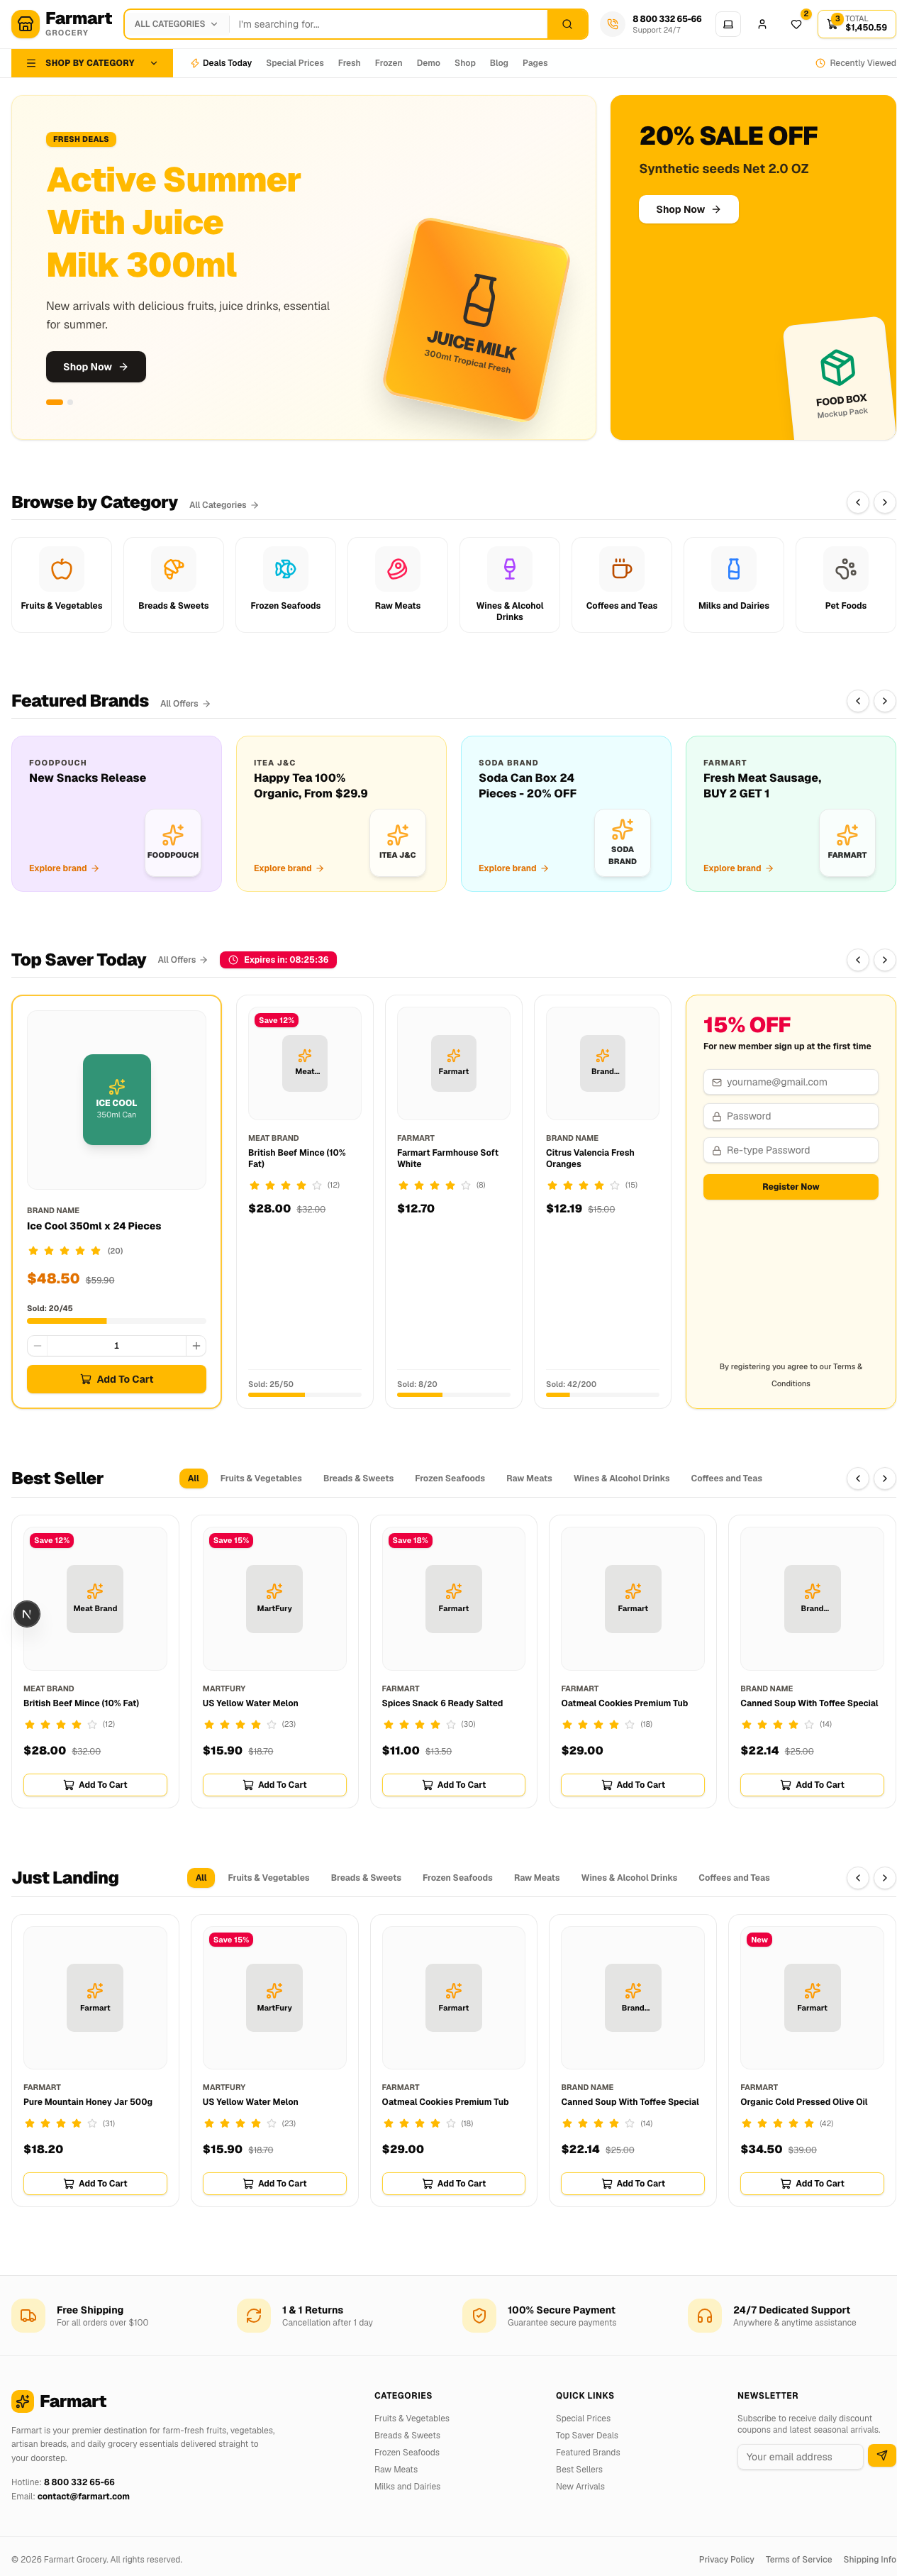 Farmart
GROCERY
ALL CATEGORIES
I'm searching for...
8 800 332 65-66
Support 24/7
2
3
TOTAL
$1,450.59
SHOP BY CATEGORY
Deals Today
Special Prices
Fresh
Frozen
Demo
Shop
Blog
Pages
Recently Viewed
FRESH DEALS
Active Summer
With Juice
Milk 300ml
New arrivals with delicious fruits, juice drinks, essential
for summer.
Shop Now
JUICE MILK
300ml Tropical Fresh
20% SALE OFF
Synthetic seeds Net 2.0 OZ
Shop Now
FOOD BOX
Mockup Pack
Browse by Category
All Categories
Fruits & Vegetables
Breads & Sweets
Frozen Seafoods
Raw Meats
Wines & Alcohol
Drinks
Coffees and Teas
Milks and Dairies
Pet Foods
Featured Brands
All Offers
FOODPOUCH
New Snacks Release
Explore brand
FOODPOUCH
ITEA J&C
Happy Tea 100%
Organic, From $29.9
Explore brand
ITEA J&C
SODA BRAND
Soda Can Box 24
Pieces - 20% OFF
Explore brand
SODA
BRAND
FARMART
Fresh Meat Sausage,
BUY 2 GET 1
Explore brand
FARMART
Top Saver Today
All Offers
Expires in: 08:25:36
ICE COOL
350ml Can
BRAND NAME
Ice Cool 350ml x 24 Pieces
(20)
$48.50
$59.90
Sold: 20/45
1
Add To Cart
Save 12%
Meat...
MEAT BRAND
British Beef Mince (10%
Fat)
(12)
$28.00
$32.00
Sold: 25/50
Farmart
FARMART
Farmart Farmhouse Soft
White
(8)
$12.70
Sold: 8/20
Brand...
BRAND NAME
Citrus Valencia Fresh
Oranges
(15)
$12.19
$15.00
Sold: 42/200
15% OFF
For new member sign up at the first time
yourname@gmail.com
Password
Re-type Password
Register Now
By registering you agree to our Terms &
Conditions
Best Seller
All
Fruits & Vegetables
Breads & Sweets
Frozen Seafoods
Raw Meats
Wines & Alcohol Drinks
Coffees and Teas
Save 12%
Meat Brand
MEAT BRAND
British Beef Mince (10% Fat)
(12)
$28.00
$32.00
Add To Cart
Save 15%
MartFury
MARTFURY
US Yellow Water Melon
(23)
$15.90
$18.70
Add To Cart
Save 18%
Farmart
FARMART
Spices Snack 6 Ready Salted
(30)
$11.00
$13.50
Add To Cart
Farmart
FARMART
Oatmeal Cookies Premium Tub
(18)
$29.00
Add To Cart
Brand...
BRAND NAME
Canned Soup With Toffee Special
(14)
$22.14
$25.00
Add To Cart
N
Just Landing
All
Fruits & Vegetables
Breads & Sweets
Frozen Seafoods
Raw Meats
Wines & Alcohol Drinks
Coffees and Teas
Farmart
FARMART
Pure Mountain Honey Jar 500g
(31)
$18.20
Add To Cart
Save 15%
MartFury
MARTFURY
US Yellow Water Melon
(23)
$15.90
$18.70
Add To Cart
Farmart
FARMART
Oatmeal Cookies Premium Tub
(18)
$29.00
Add To Cart
Brand...
BRAND NAME
Canned Soup With Toffee Special
(14)
$22.14
$25.00
Add To Cart
New
Farmart
FARMART
Organic Cold Pressed Olive Oil
(42)
$34.50
$39.00
Add To Cart
Free Shipping
For all orders over $100
1 & 1 Returns
Cancellation after 1 day
100% Secure Payment
Guarantee secure payments
24/7 Dedicated Support
Anywhere & anytime assistance
Farmart
Farmart is your premier destination for farm-fresh fruits, vegetables,
artisan breads, and daily grocery essentials delivered straight to
your doorstep.
Hotline: 8 800 332 65-66
Email: contact@farmart.com
CATEGORIES
Fruits & Vegetables
Breads & Sweets
Frozen Seafoods
Raw Meats
Milks and Dairies
QUICK LINKS
Special Prices
Top Saver Deals
Featured Brands
Best Sellers
New Arrivals
NEWSLETTER
Subscribe to receive daily discount
coupons and latest seasonal arrivals.
Your email address
© 2026 Farmart Grocery. All rights reserved.
Privacy Policy
Terms of Service
Shipping Info